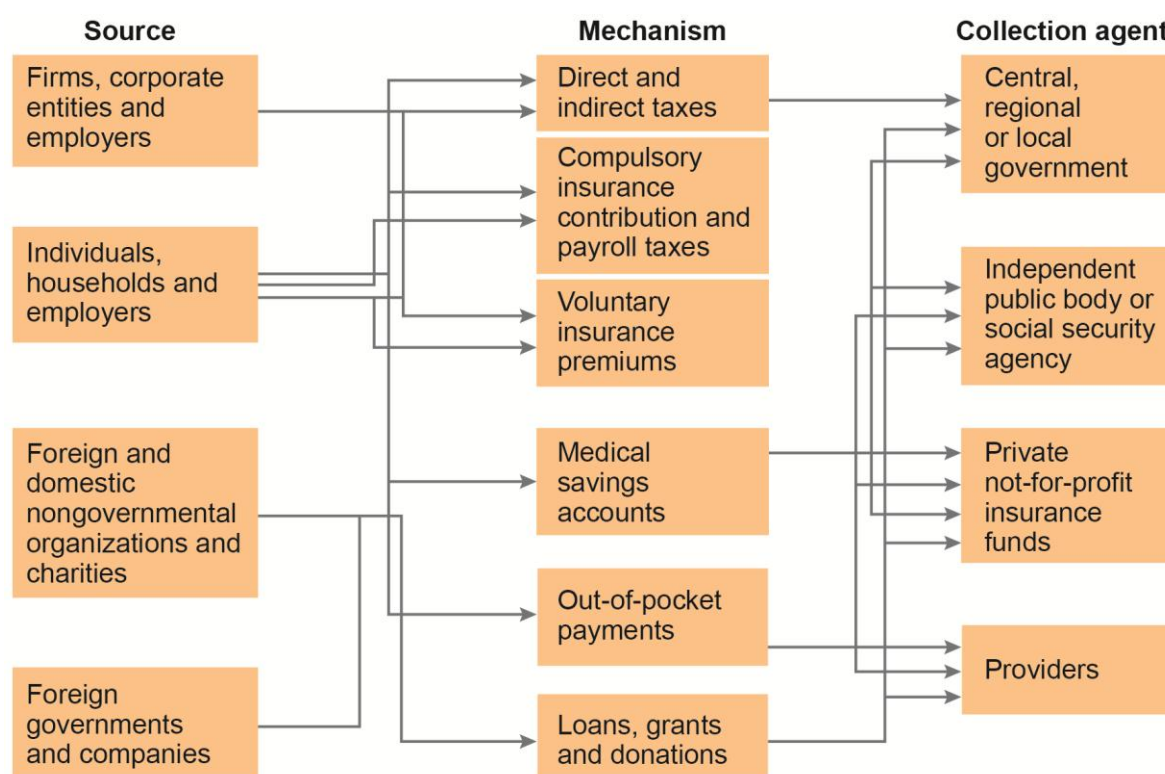 Source
Firms, corporate
entities and
employers
Individuals,
households and
employers
Foreign and
domestic
nongovernmental
organizations and
charities
Foreign
governments
and companies
Mechanism
Direct and
indirect taxes
Compulsory
insurance
contribution and
payroll taxes
Voluntary
insurance
premiums
Medical
savings
accounts
Out-of-pocket
payments
Loans, grants
and donations
Collection agent
Central,
regional
or local
government
Independent
public body or
social security
agency
Private
not-for-profit
insurance
funds
Providers